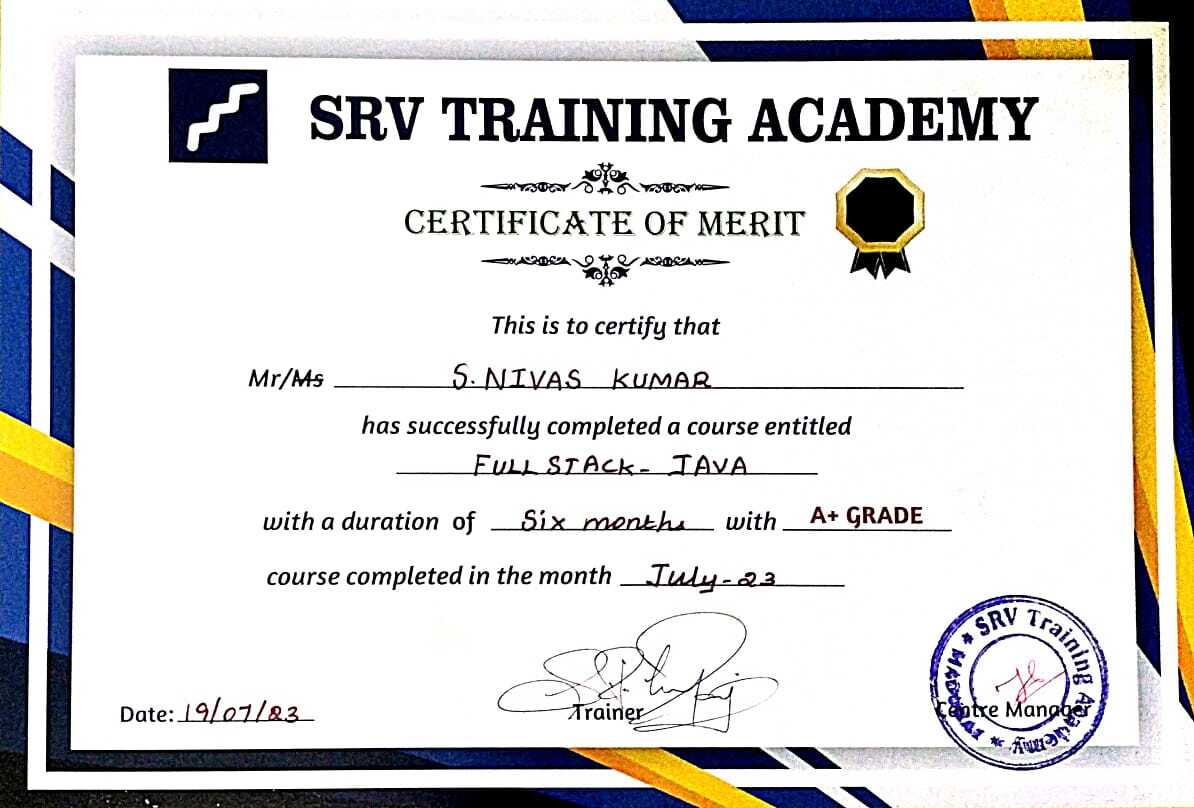 SRV TRAINING ACADEMY
CERTIFICATE OF MERIT
This is to certify that
Mr/Ms S. NIVAS KUMAR
has successfully completed a course entitled
FULL STACK - JAVA
with a duration of Six months with A+ GRADE
course completed in the month July-23
Date: 19/07/23
Trainer
Centre Manager
SRV Training Academy * MADURAI *